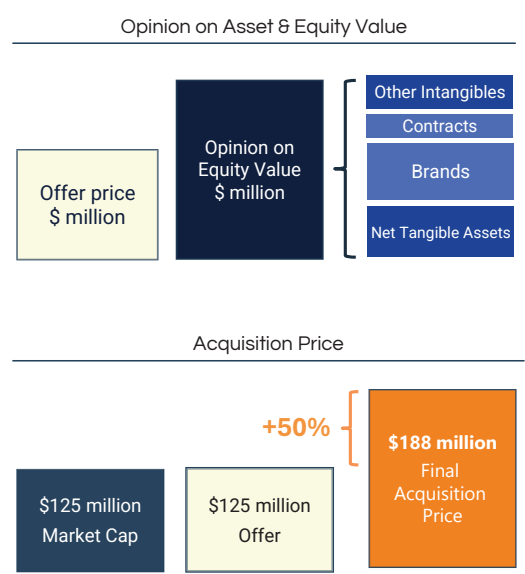 Opinion on Asset & Equity Value
Offer price
$ million
Opinion on
Equity Value
$ million
Other Intangibles
Contracts
Brands
Net Tangible Assets
Acquisition Price
$125 million
Market Cap
$125 million
Offer
+50%
$188 million
Final
Acquisition
Price